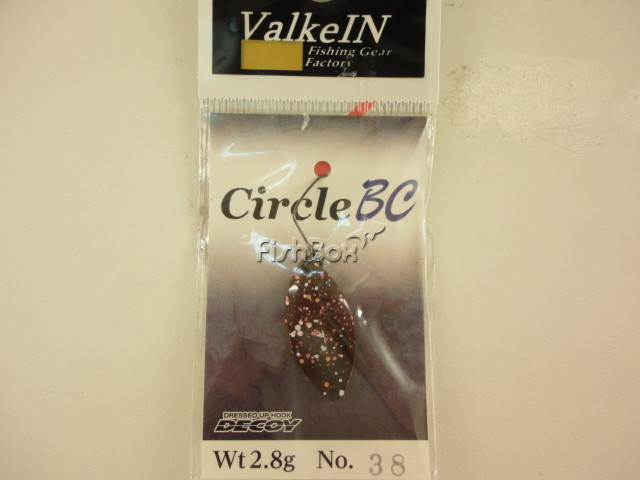 ValkeIN
Fishing Gear
Factory
Circle BC
FishBox
DRESSED UP HOOK
DECOY
Wt 2.8g No. 38